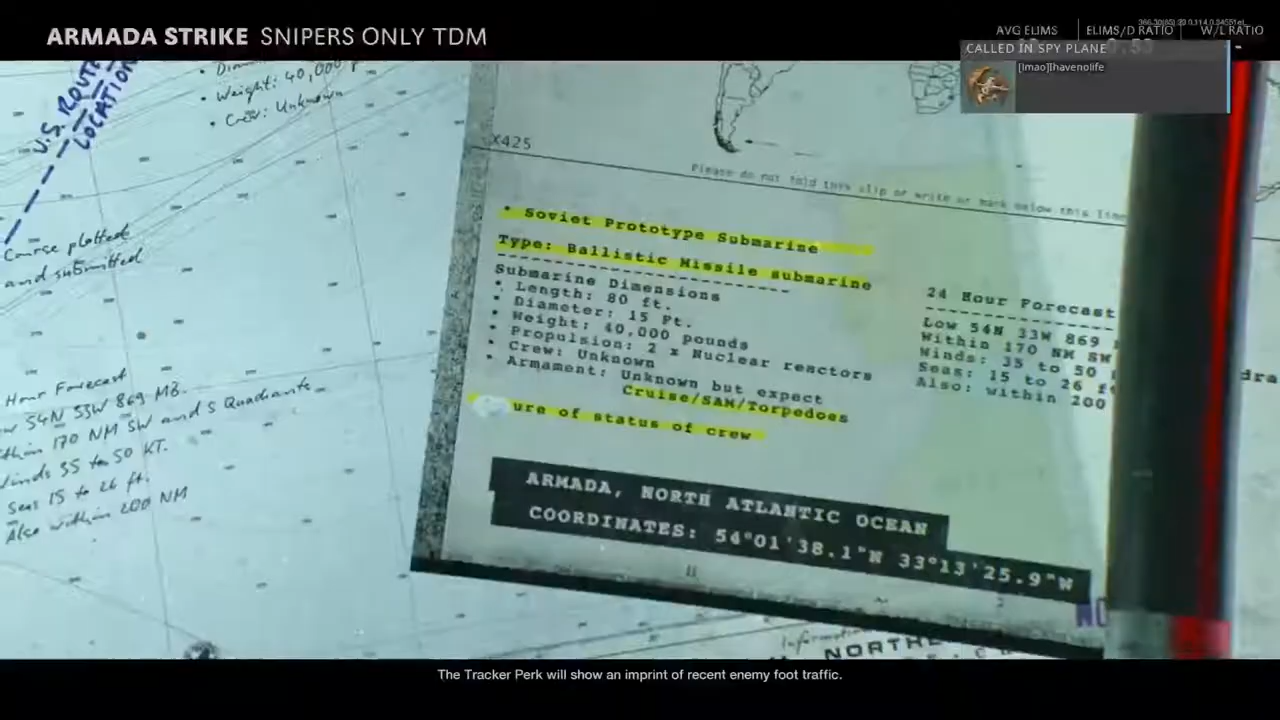 ARMADA STRIKE SNIPERS ONLY TDM
AVG ELIMS
ELIMS/D RATIO
W/L RATIO
CALLED IN SPY PLANE
[lmao]Ihavenolife
U.S. ROUTE
LOCATION
• Weight: 40,000
• Crew: Unknown
Course plotted
and submitted
Hour Forecast
54N 33W 869 MB.
170 NM SW and S Quadrants
Winds 35 to 50 KT.
Seas 15 to 26 ft.
Also within 200 NM
X425
Please do not fold this slip or write or mark below this line
• Soviet Prototype Submarine
Type: Ballistic Missile submarine
Submarine Dimensions
• Length: 80 ft.
• Diameter: 15 Ft.
• Weight: 40,000 pounds
• Propulsion: 2 x Nuclear reactors
• Crew: Unknown
• Armament: Unknown but expect
Cruise/SAM/Torpedoes
ure of status of crew
24 Hour Forecast
Low 54N 33W 869
Within 170 NM SW
Winds: 35 to 50
Seas: 15 to 26 f
Also: within 200
dra
ARMADA, NORTH ATLANTIC OCEAN
COORDINATES: 54°01'38.1"N 33°13'25.9"W
The Tracker Perk will show an imprint of recent enemy foot traffic.